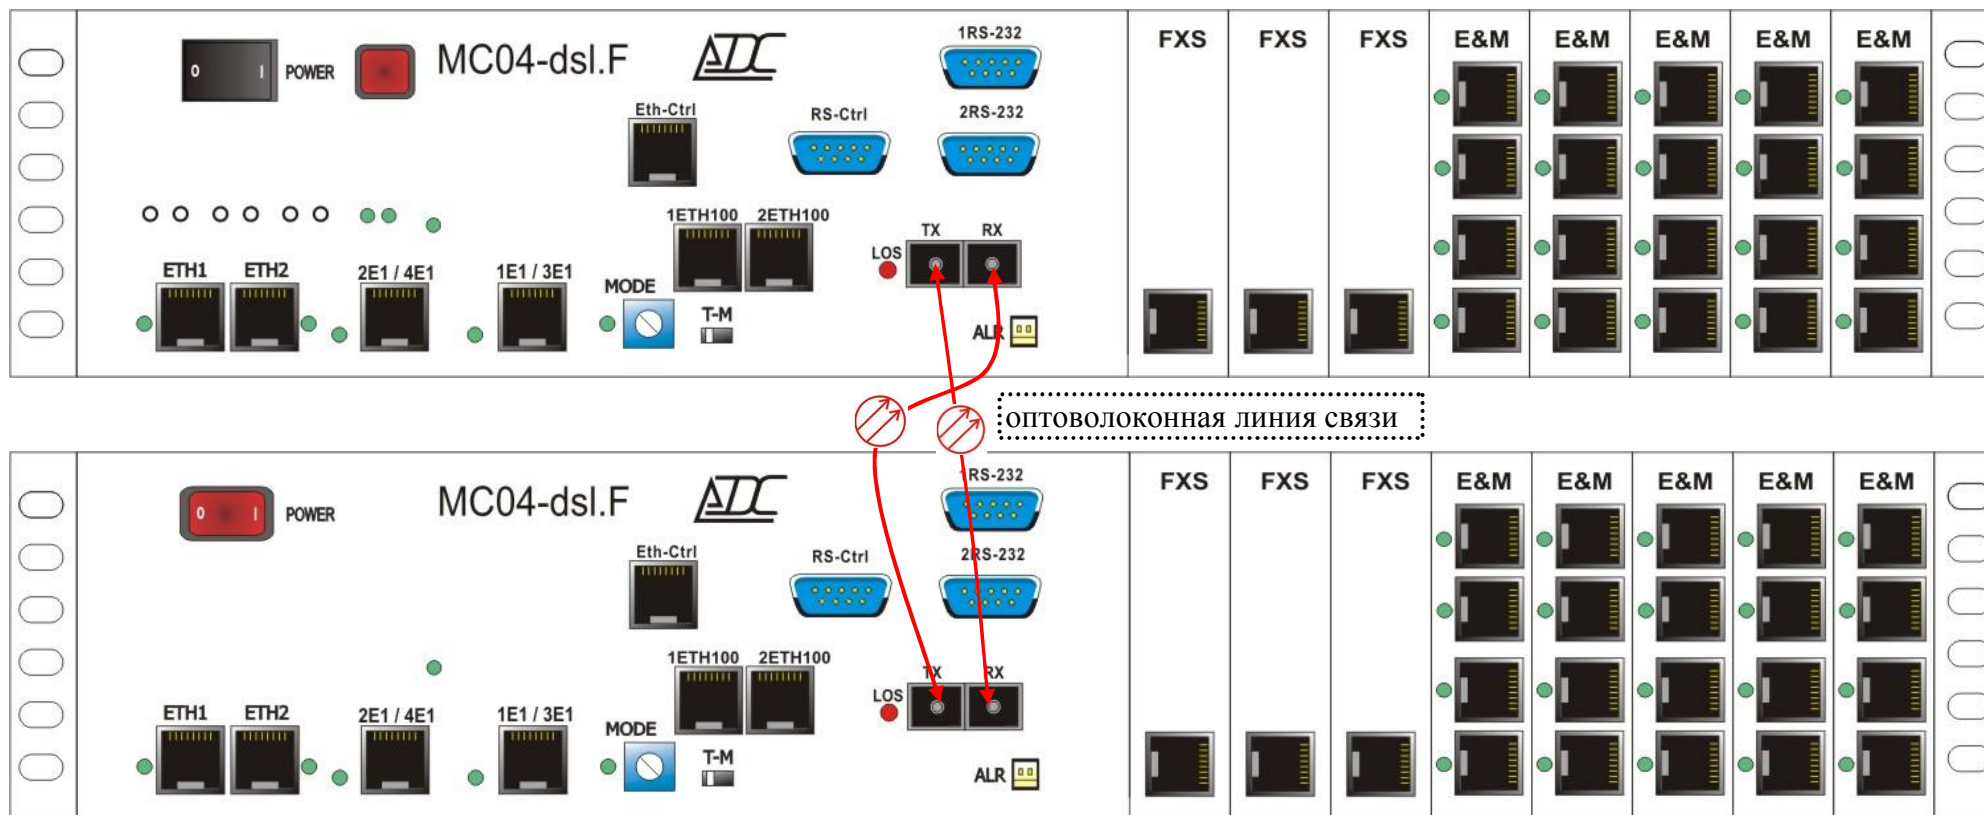 1RS-232 FXS FXS FXS E&M E&M E&M E&M E&M
0 I POWER MC04-dsl.F ADC
Eth-Ctrl RS-Ctrl 2RS-232
1ETH100 2ETH100 TX RX
LOS
ETH1 ETH2 2E1 / 4E1 1E1 / 3E1
MODE
T-M ALR
оптоволоконная линия связи
1RS-232 FXS FXS FXS E&M E&M E&M E&M E&M
0 I POWER MC04-dsl.F ADC
Eth-Ctrl RS-Ctrl 2RS-232
1ETH100 2ETH100 TX RX
LOS
ETH1 ETH2 2E1 / 4E1 1E1 / 3E1
MODE
T-M ALR